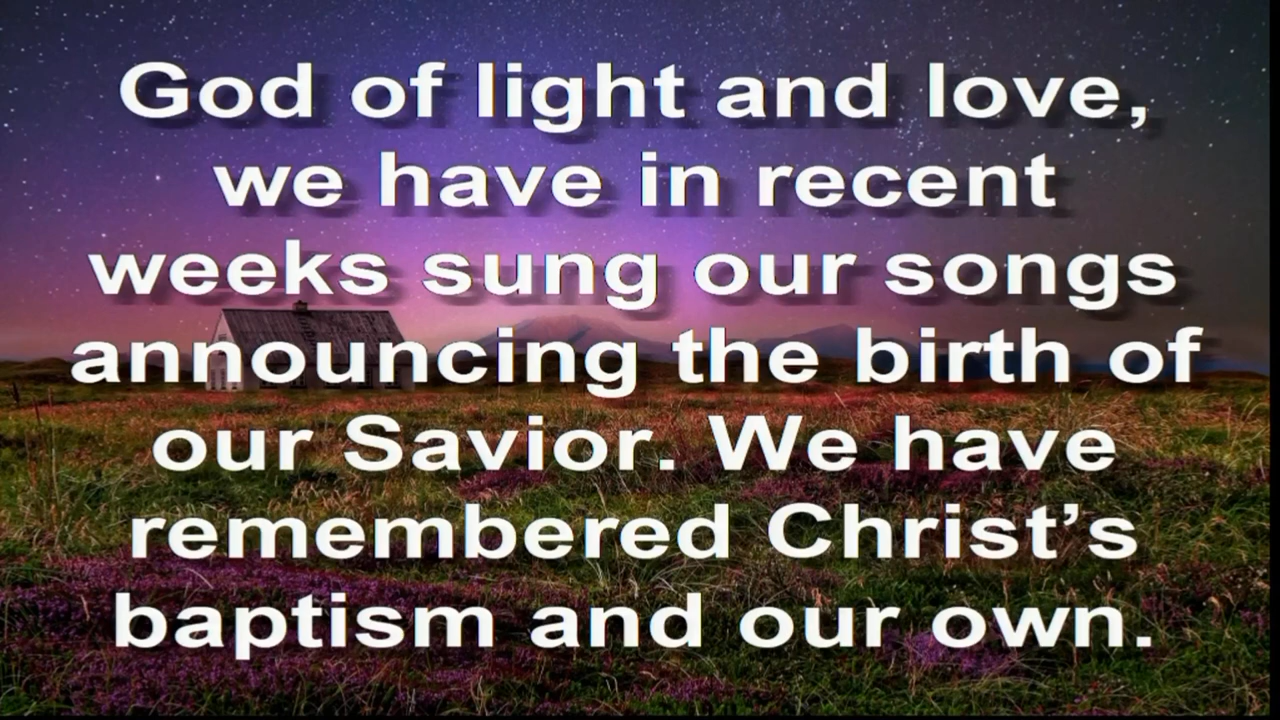 God of light and love,
we have in recent
weeks sung our songs
announcing the birth of
our Savior. We have
remembered Christ’s
baptism and our own.